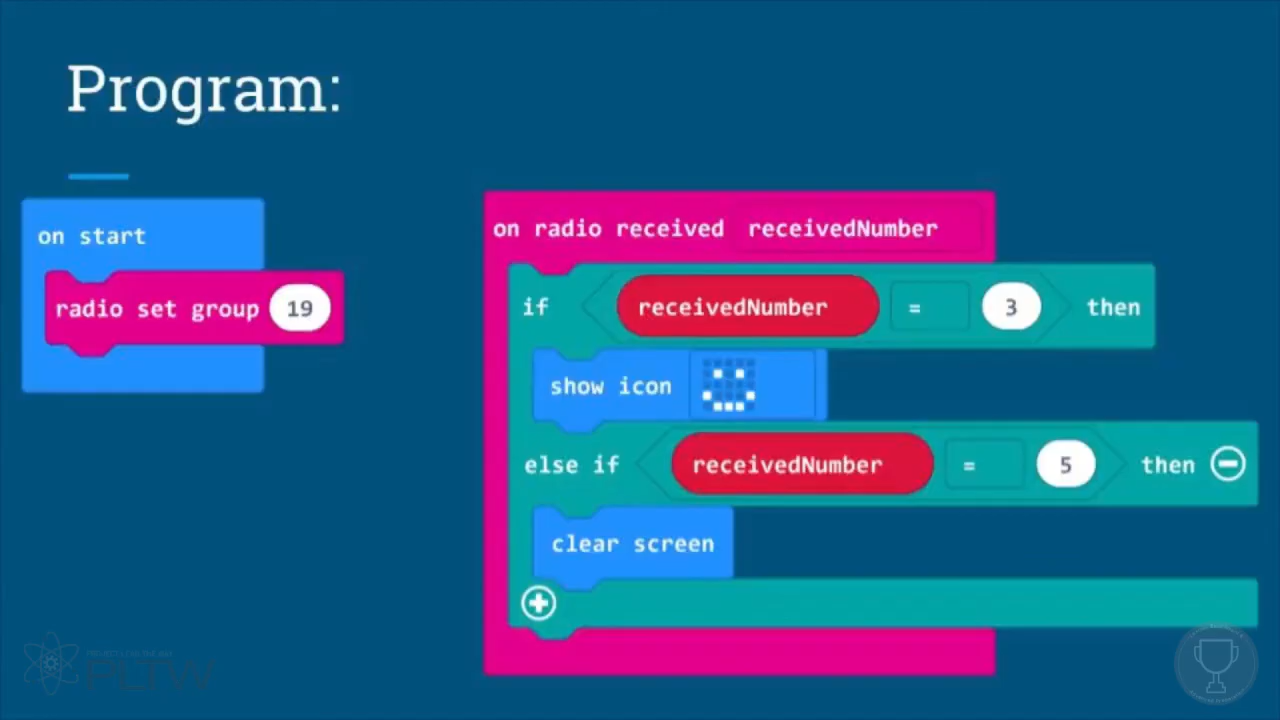 Program:
on start
radio set group 19
on radio received receivedNumber
if receivedNumber = 3 then
show icon
else if receivedNumber = 5 then
clear screen
PLTW